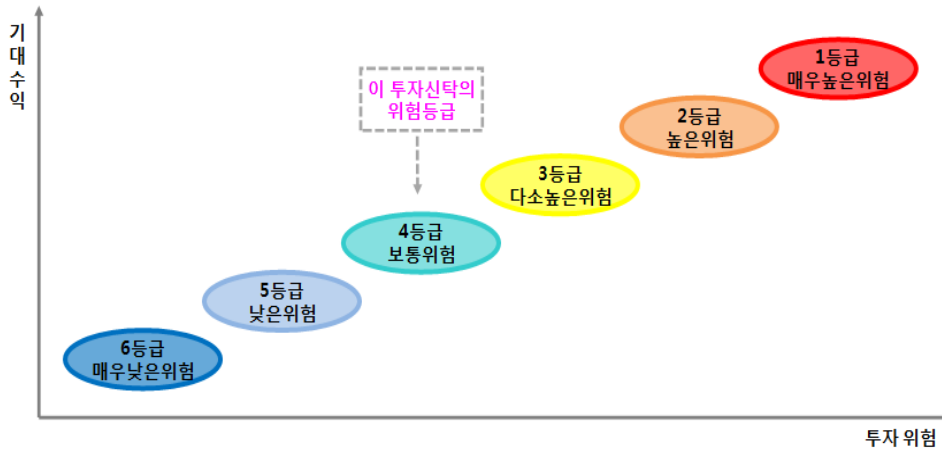 기대수익
1등급
매우높은위험
이 투자신탁의
위험등급
2등급
높은위험
3등급
다소높은위험
4등급
보통위험
5등급
낮은위험
6등급
매우낮은위험
투자 위험